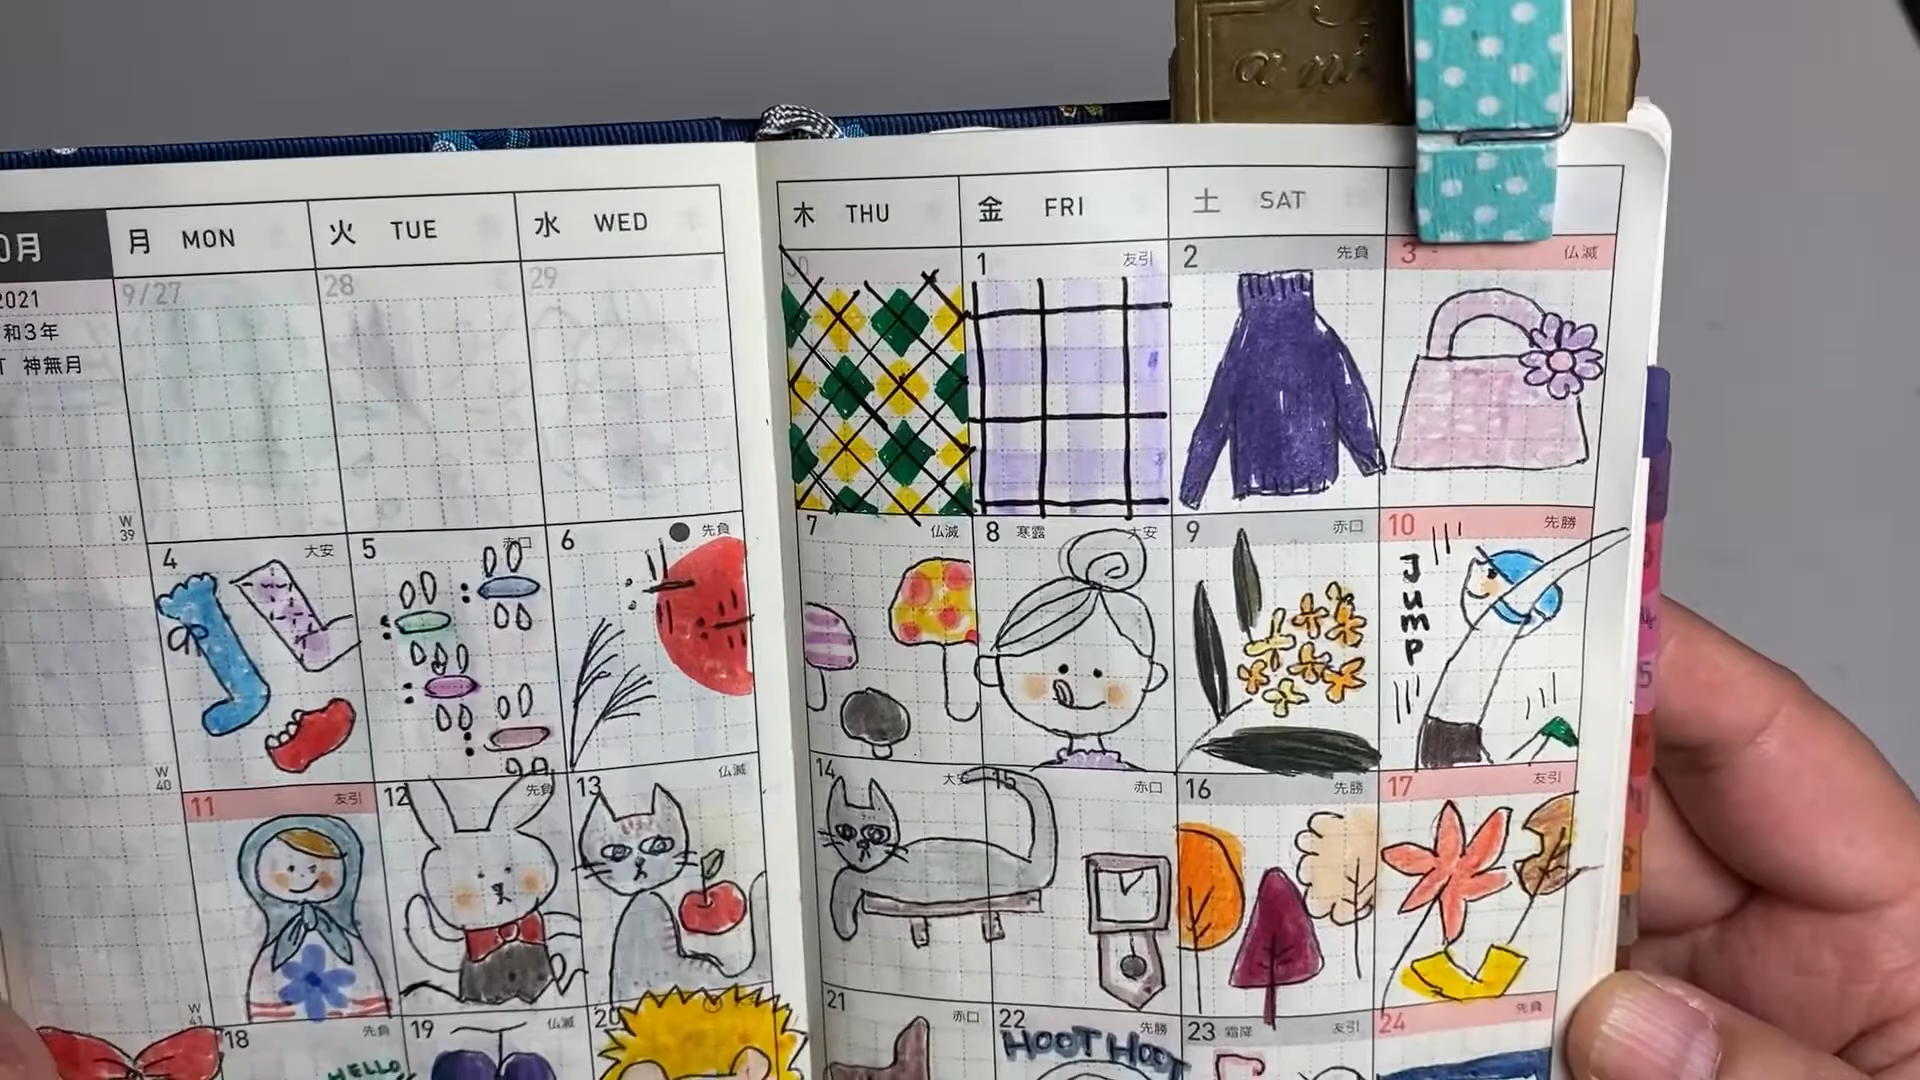 0月
2021
和3年
神無月
月 MON
火 TUE
水 WED
木 THU
金 FRI
土 SAT
9/27
28
29
30
1 友引
2 先負
3 仏滅
W
39
4 大安
5 赤口
6 先負
7 仏滅
8 寒露 大安
9 赤口
10 先勝
Jump
W
40
11 友引
12 先負
13 仏滅
14 大安
15 赤口
16 先勝
17 友引
W
41
18 先負
HELLO
19 仏滅
20
21 赤口
22 先勝
HOOT HOOT
23 霜降 友引
24 先負